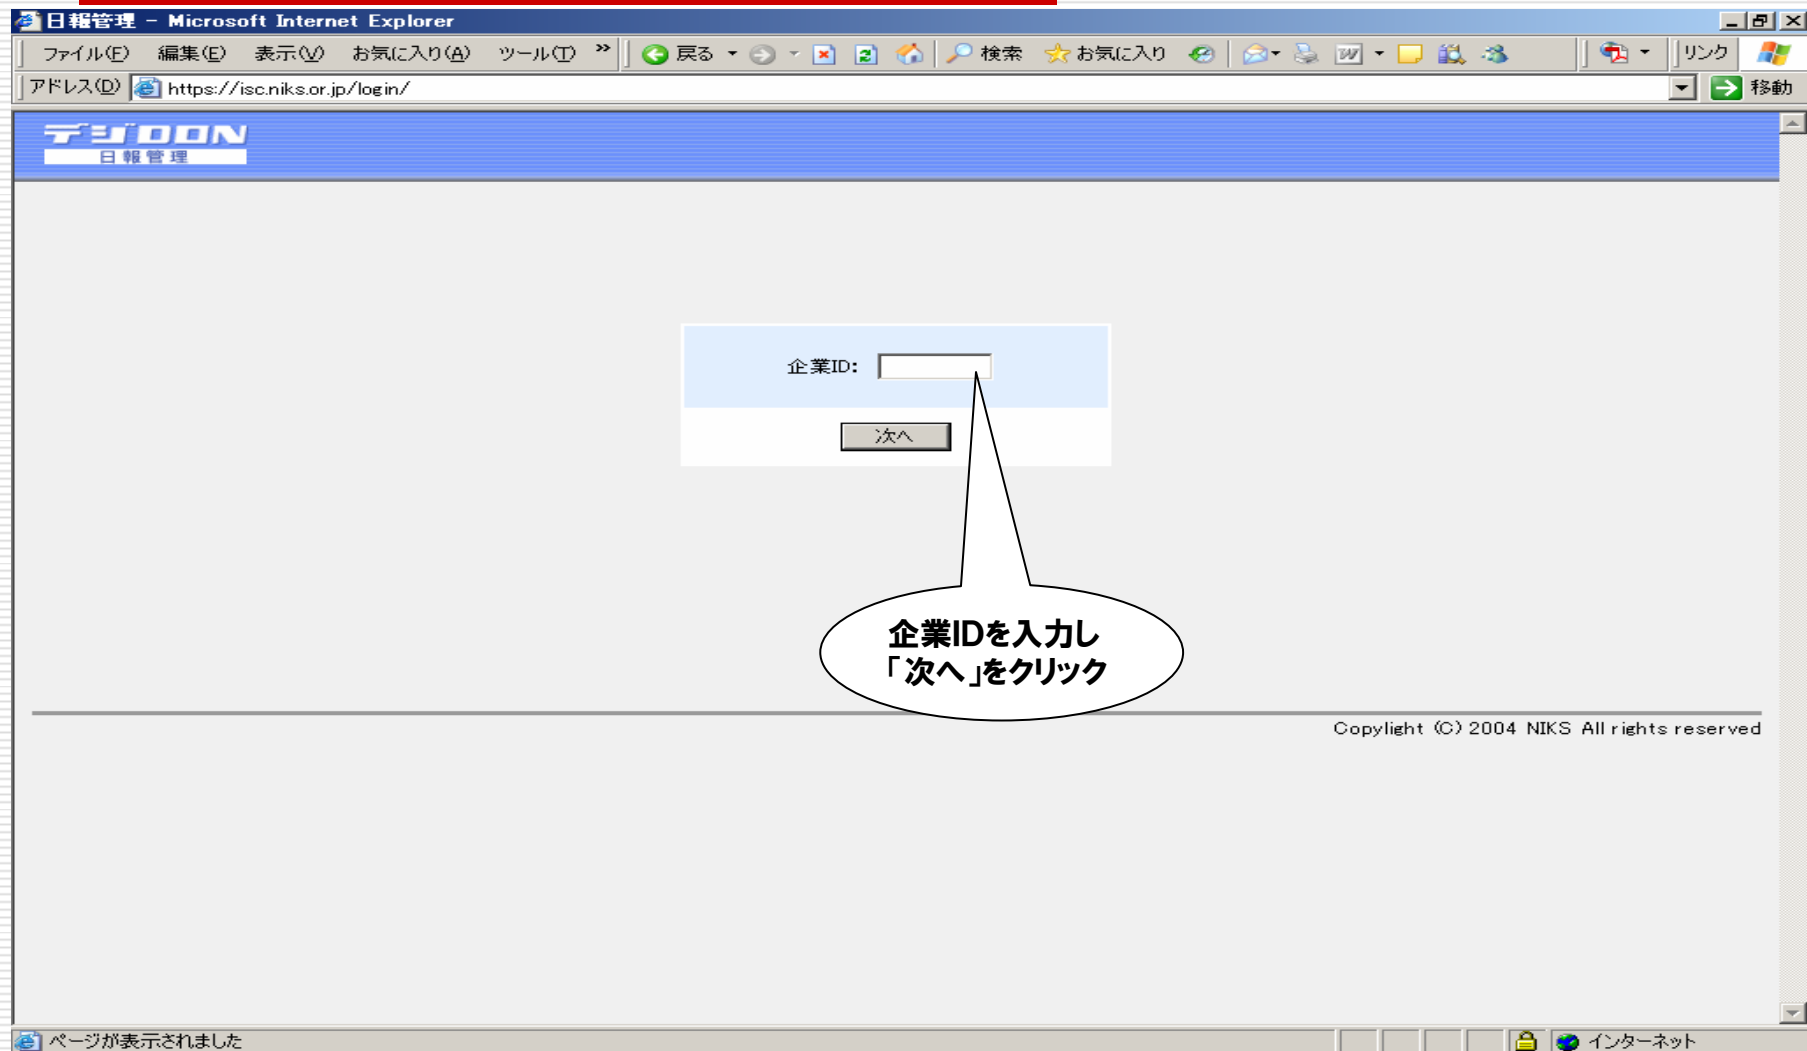 日報管理 - Microsoft Internet Explorer
ファイル(F) 編集(E) 表示(V) お気に入り(A) ツール(T) » 戻る 検索 お気に入り リンク
アドレス(D) https://isc.niks.or.jp/login/ 移動
デジロロN
日報管理
企業ID:
次へ
企業IDを入力し
「次へ」をクリック
Copylight (C) 2004 NIKS All rights reserved
ページが表示されました インターネット